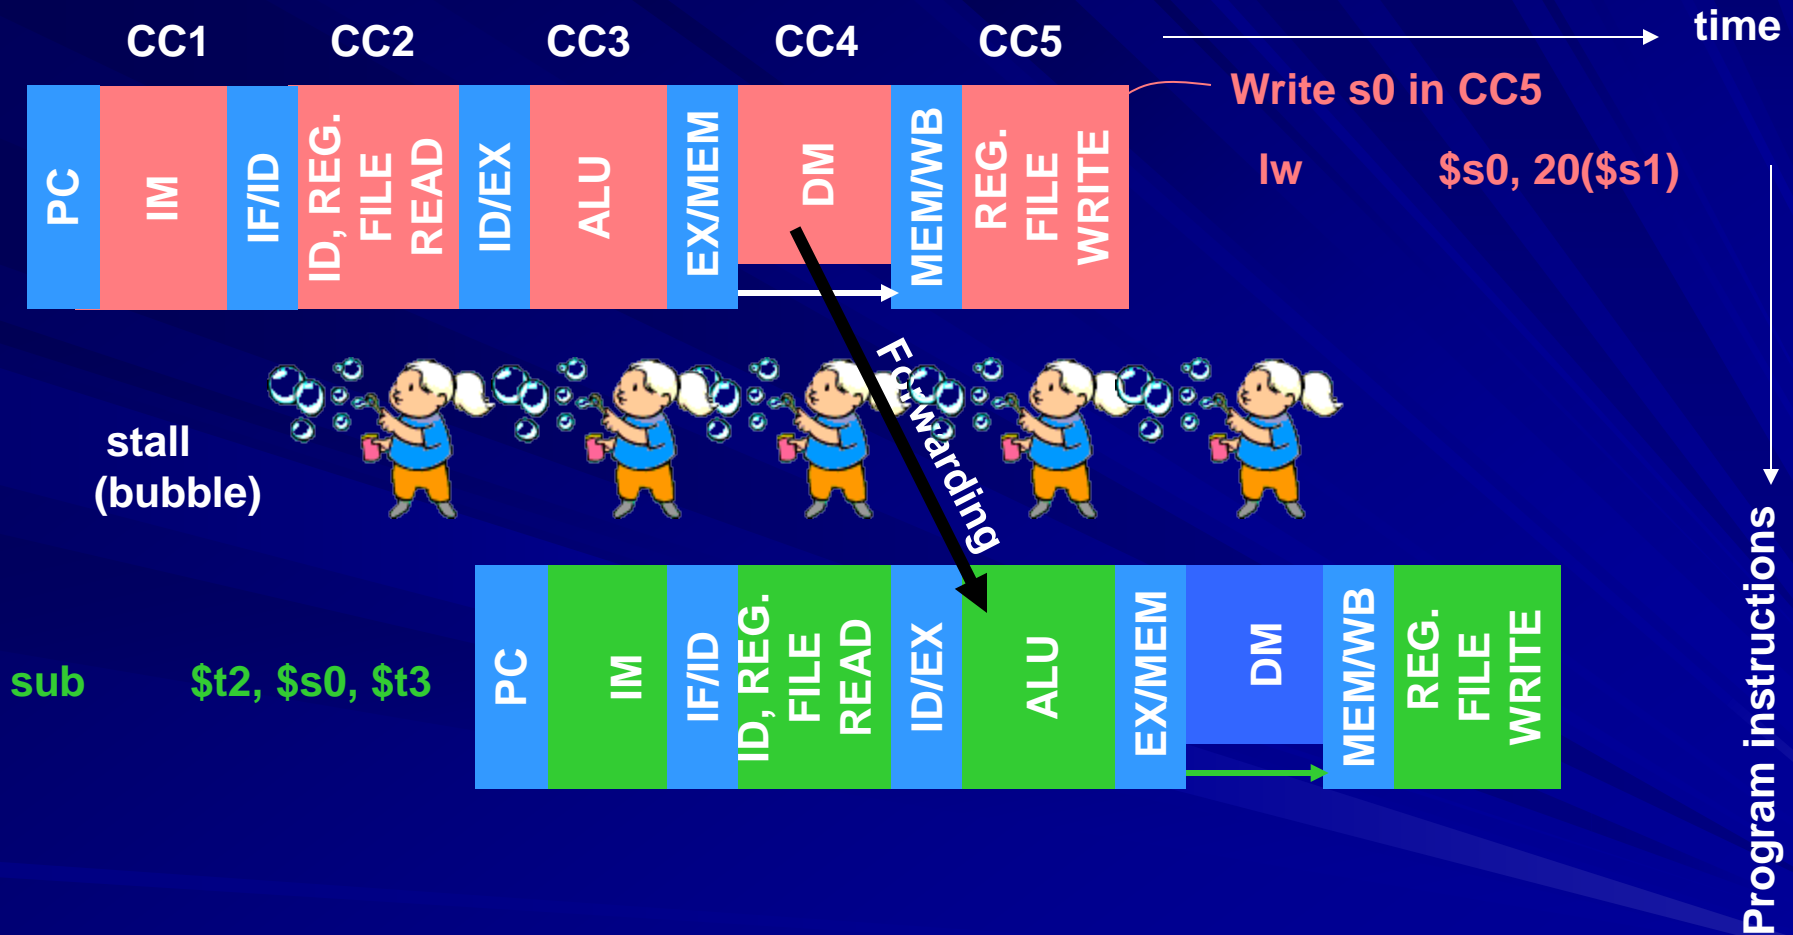 CC1 CC2 CC3 CC4 CC5 time
Write s0 in CC5
lw $s0, 20($s1)
PC
IM
IF/ID
ID, REG.
FILE
READ
ID/EX
ALU
EX/MEM
DM
MEM/WB
REG.
FILE
WRITE
Forwarding
stall
(bubble)
sub $t2, $s0, $t3
PC
IM
IF/ID
ID, REG.
FILE
READ
ID/EX
ALU
EX/MEM
DM
MEM/WB
REG.
FILE
WRITE
Program instructions